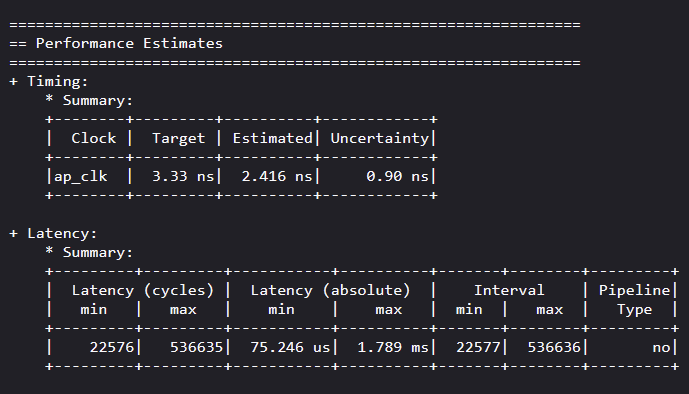 ================================================================
== Performance Estimates
================================================================
+ Timing:
    * Summary:
    +--------+---------+----------+------------+
    |  Clock |  Target | Estimated| Uncertainty|
    +--------+---------+----------+------------+
    |ap_clk  |  3.33 ns|  2.416 ns|     0.90 ns|
    +--------+---------+----------+------------+

+ Latency:
    * Summary:
    +---------+---------+-----------+----------+-------+--------+---------+
    |  Latency (cycles) |  Latency (absolute)  |    Interval    | Pipeline|
    |   min   |   max   |    min    |    max   |  min  |   max  |   Type  |
    +---------+---------+-----------+----------+-------+--------+---------+
    |    22576|   536635|  75.246 us|  1.789 ms|  22577|  536636|       no|
    +---------+---------+-----------+----------+-------+--------+---------+